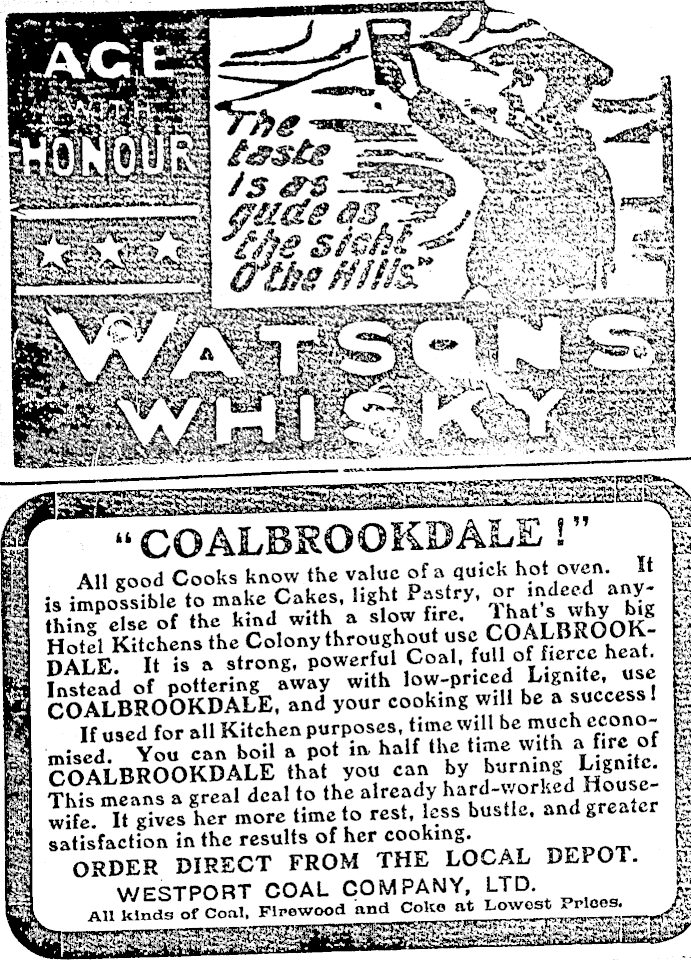 AGE
WITH
HONOUR
The
taste
is as
gude as
the sight
O' the Hills."
WATSONS
WHISKY
"COALBROOKDALE!"
All good Cooks know the value of a quick hot oven. It
is impossible to make Cakes, light Pastry, or indeed any-
thing else of the kind with a slow fire. That's why big
Hotel Kitchens the Colony throughout use COALBROOK-
DALE. It is a strong, powerful Coal, full of fierce heat.
Instead of pottering away with low-priced Lignite, use
COALBROOKDALE, and your cooking will be a success!
If used for all Kitchen purposes, time will be much econo-
mised. You can boil a pot in half the time with a fire of
COALBROOKDALE that you can by burning Lignite.
This means a great deal to the already hard-worked House-
wife. It gives her more time to rest, less bustle, and greater
satisfaction in the results of her cooking.
ORDER DIRECT FROM THE LOCAL DEPOT.
WESTPORT COAL COMPANY, LTD.
All kinds of Coal, Firewood and Coke at Lowest Prices.